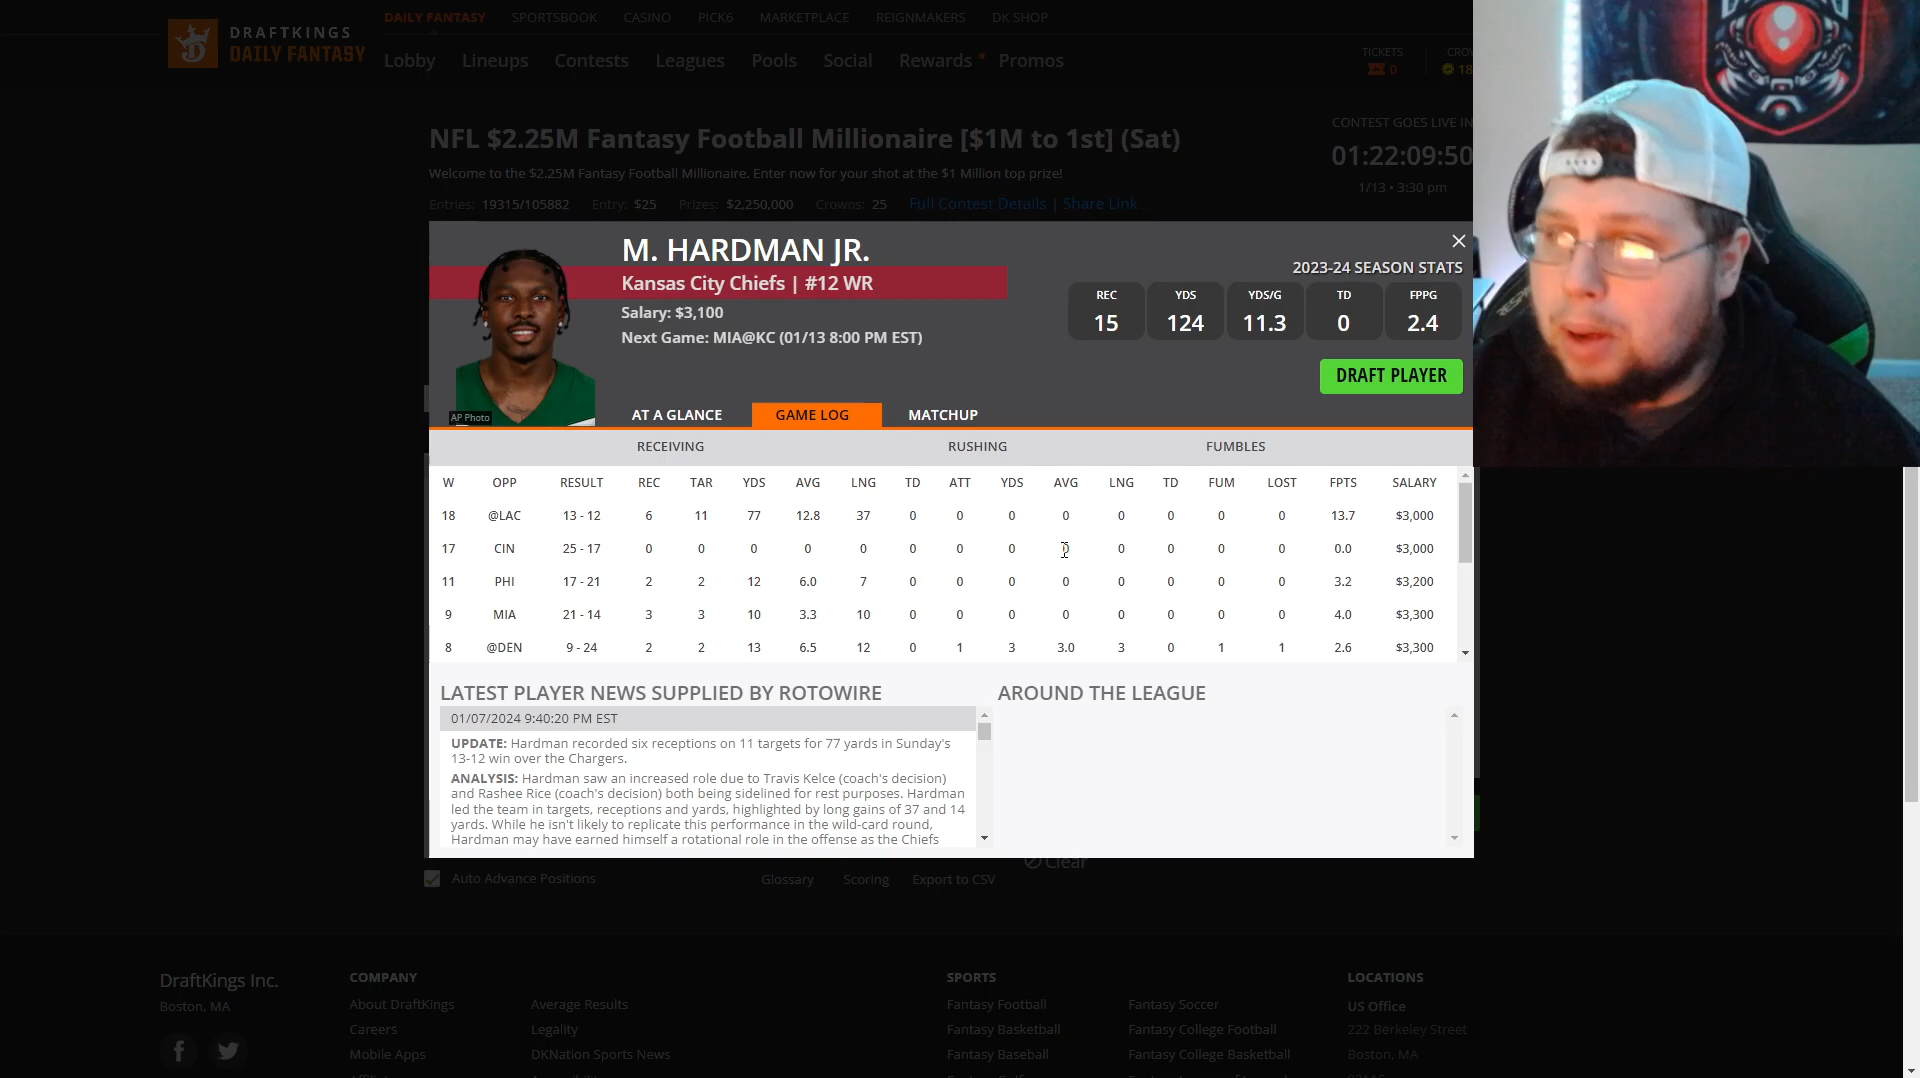 DAILY FANTASY SPORTSBOOK CASINO PICK6 MARKETPLACE REIGNMAKERS DK SHOP
DRAFTKINGS
DAILY FANTASY
Lobby Lineups Contests Leagues Pools Social Rewards Promos
TICKETS
0
CRO
18
NFL $2.25M Fantasy Football Millionaire [$1M to 1st] (Sat)
CONTEST GOES LIVE IN
01:22:09:50
Welcome to the $2.25M Fantasy Football Millionaire. Enter now for your shot at the $1 Million top prize!
1/13 • 3:30 pm
Entries: 19315/105882 Entry: $25 Prizes: $2,250,000 Crowns: 25 Full Contest Details | Share Link
M. HARDMAN JR.
Kansas City Chiefs | #12 WR
Salary: $3,100
Next Game: MIA@KC (01/13 8:00 PM EST)
AP Photo
2023-24 SEASON STATS
REC YDS YDS/G TD FPPG
15 124 11.3 0 2.4
DRAFT PLAYER
AT A GLANCE GAME LOG MATCHUP
RECEIVING RUSHING FUMBLES
W OPP RESULT REC TAR YDS AVG LNG TD ATT YDS AVG LNG TD FUM LOST FPTS SALARY
18 @LAC 13 - 12 6 11 77 12.8 37 0 0 0 0 0 0 0 0 13.7 $3,000
17 CIN 25 - 17 0 0 0 0 0 0 0 0 0 0 0 0 0 0.0 $3,000
11 PHI 17 - 21 2 2 12 6.0 7 0 0 0 0 0 0 0 0 3.2 $3,200
9 MIA 21 - 14 3 3 10 3.3 10 0 0 0 0 0 0 0 0 4.0 $3,300
8 @DEN 9 - 24 2 2 13 6.5 12 0 1 3 3.0 3 0 1 1 2.6 $3,300
LATEST PLAYER NEWS SUPPLIED BY ROTOWIRE
01/07/2024 9:40:20 PM EST
UPDATE: Hardman recorded six receptions on 11 targets for 77 yards in Sunday's
13-12 win over the Chargers.
ANALYSIS: Hardman saw an increased role due to Travis Kelce (coach's decision)
and Rashee Rice (coach's decision) both being sidelined for rest purposes. Hardman
led the team in targets, receptions and yards, highlighted by long gains of 37 and 14
yards. While he isn't likely to replicate this performance in the wild-card round,
Hardman may have earned himself a rotational role in the offense as the Chiefs
AROUND THE LEAGUE
Clear
Auto Advance Positions Glossary Scoring Export to CSV
DraftKings Inc.
Boston, MA
COMPANY
About DraftKings
Careers
Mobile Apps
Average Results
Legality
DKNation Sports News
SPORTS
Fantasy Football
Fantasy Basketball
Fantasy Baseball
Fantasy Soccer
Fantasy College Football
Fantasy College Basketball
LOCATIONS
US Office
222 Berkeley Street
Boston, MA